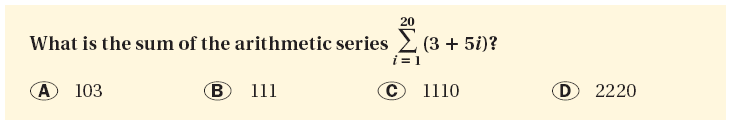 What is the sum of the arithmetic series 20 Σ i = 1 (3 + 5i)?
A 103 B 111 C 1110 D 2220